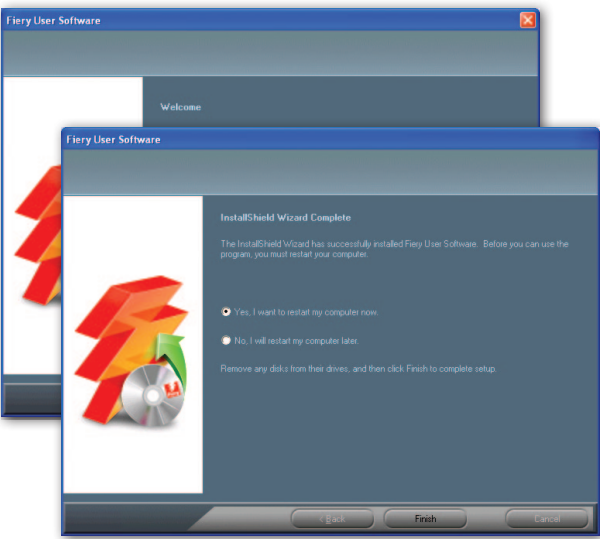 Fiery User Software
Welcome
Fiery User Software
InstallShield Wizard Complete
The InstallShield Wizard has successfully installed Fiery User Software. Before you can use the
program, you must restart your computer.
Yes, I want to restart my computer now.
No, I will restart my computer later.
Remove any disks from their drives, and then click Finish to complete setup.
< Back
Finish
Cancel